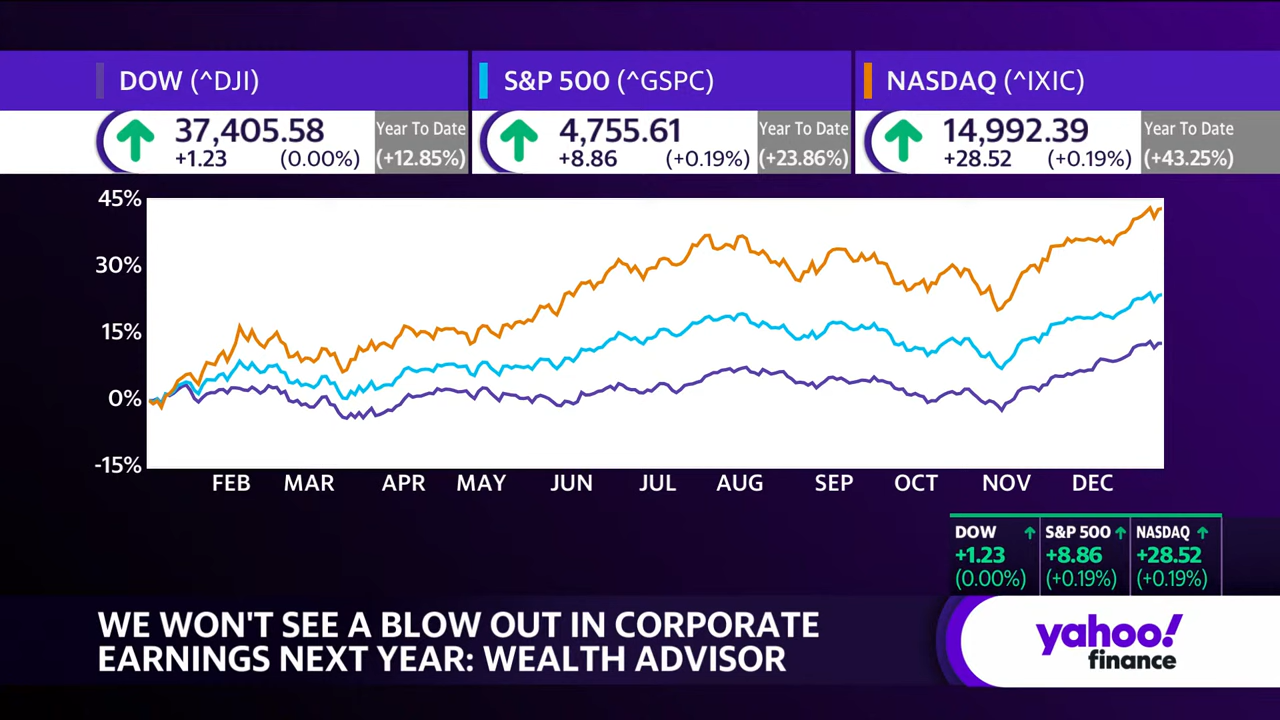 DOW (^DJI)
37,405.58
+1.23 (0.00%)
Year To Date
(+12.85%)
S&P 500 (^GSPC)
4,755.61
+8.86 (+0.19%)
Year To Date
(+23.86%)
NASDAQ (^IXIC)
14,992.39
+28.52 (+0.19%)
Year To Date
(+43.25%)
45%
30%
15%
0%
-15%
FEB MAR APR MAY JUN JUL AUG SEP OCT NOV DEC
DOW
+1.23
(0.00%)
S&P 500
+8.86
(+0.19%)
NASDAQ
+28.52
(+0.19%)
WE WON'T SEE A BLOW OUT IN CORPORATE
EARNINGS NEXT YEAR: WEALTH ADVISOR
yahoo!
finance